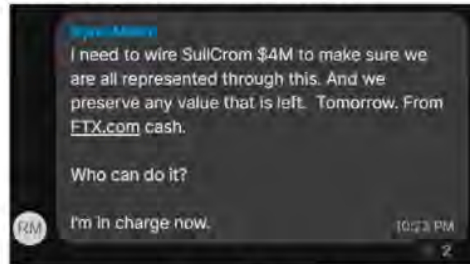 I need to wire SullCrom $4M to make sure we
are all represented through this. And we
preserve any value that is left. Tomorrow. From
FTX.com cash.
Who can do it?
I'm in charge now.
RM
10:23 PM
2